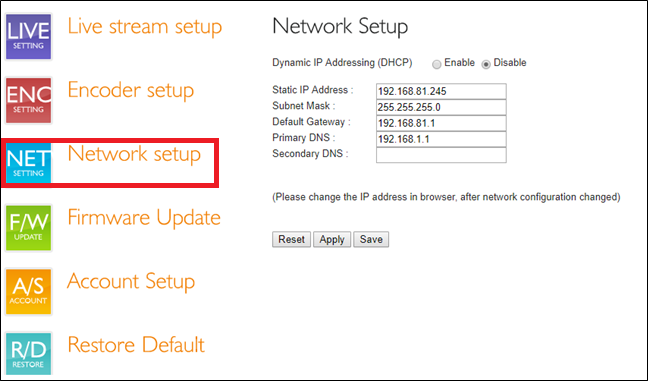 LIVE
SETTING
Live stream setup
ENC
SETTING
Encoder setup
NET
SETTING
Network setup
F/W
UPDATE
Firmware Update
A/S
ACCOUNT
Account Setup
R/D
RESTORE
Restore Default
Network Setup
Dynamic IP Addressing (DHCP) Enable Disable
Static IP Address : 192.168.81.245
Subnet Mask : 255.255.255.0
Default Gateway : 192.168.81.1
Primary DNS : 192.168.1.1
Secondary DNS :
(Please change the IP address in browser, after network configuration changed)
Reset Apply Save